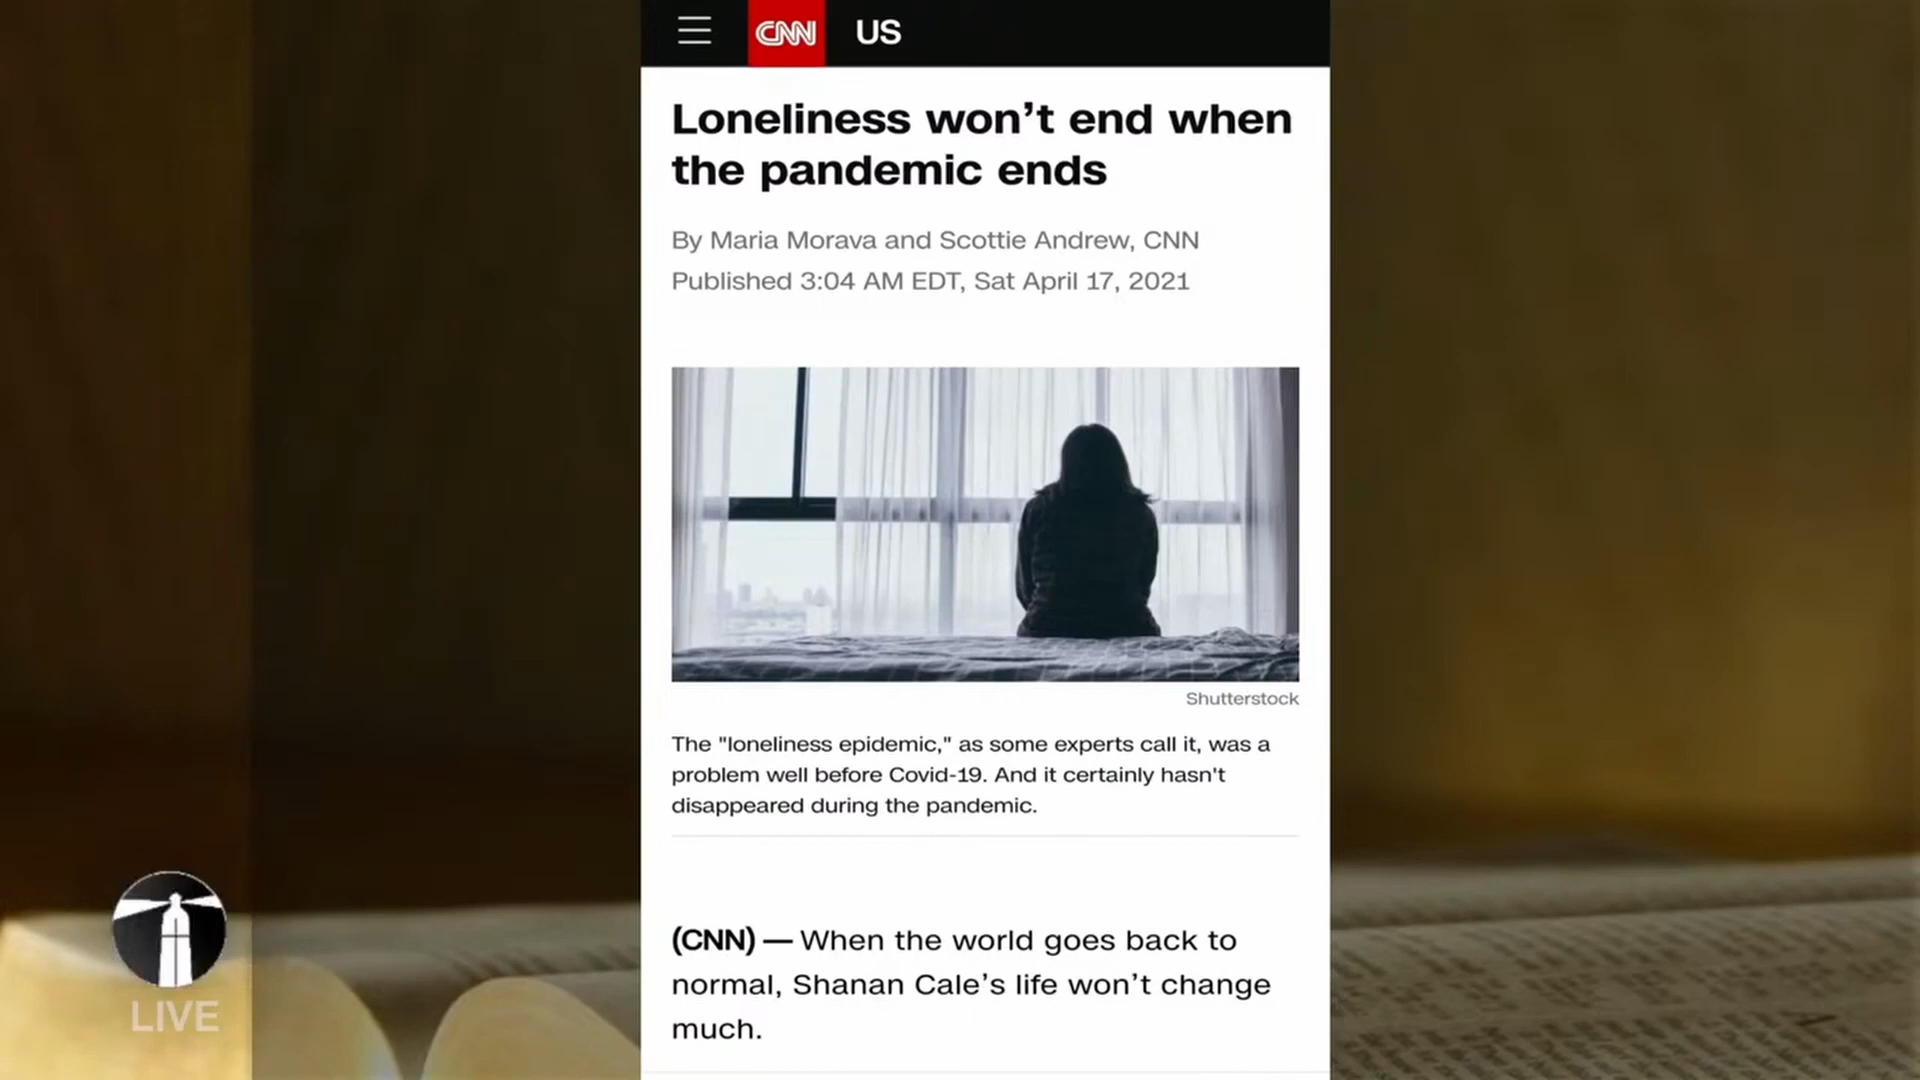 CNN US
Loneliness won’t end when
the pandemic ends
By Maria Morava and Scottie Andrew, CNN
Published 3:04 AM EDT, Sat April 17, 2021
Shutterstock
The "loneliness epidemic," as some experts call it, was a
problem well before Covid-19. And it certainly hasn't
disappeared during the pandemic.
(CNN) — When the world goes back to
normal, Shanan Cale’s life won’t change
much.
LIVE